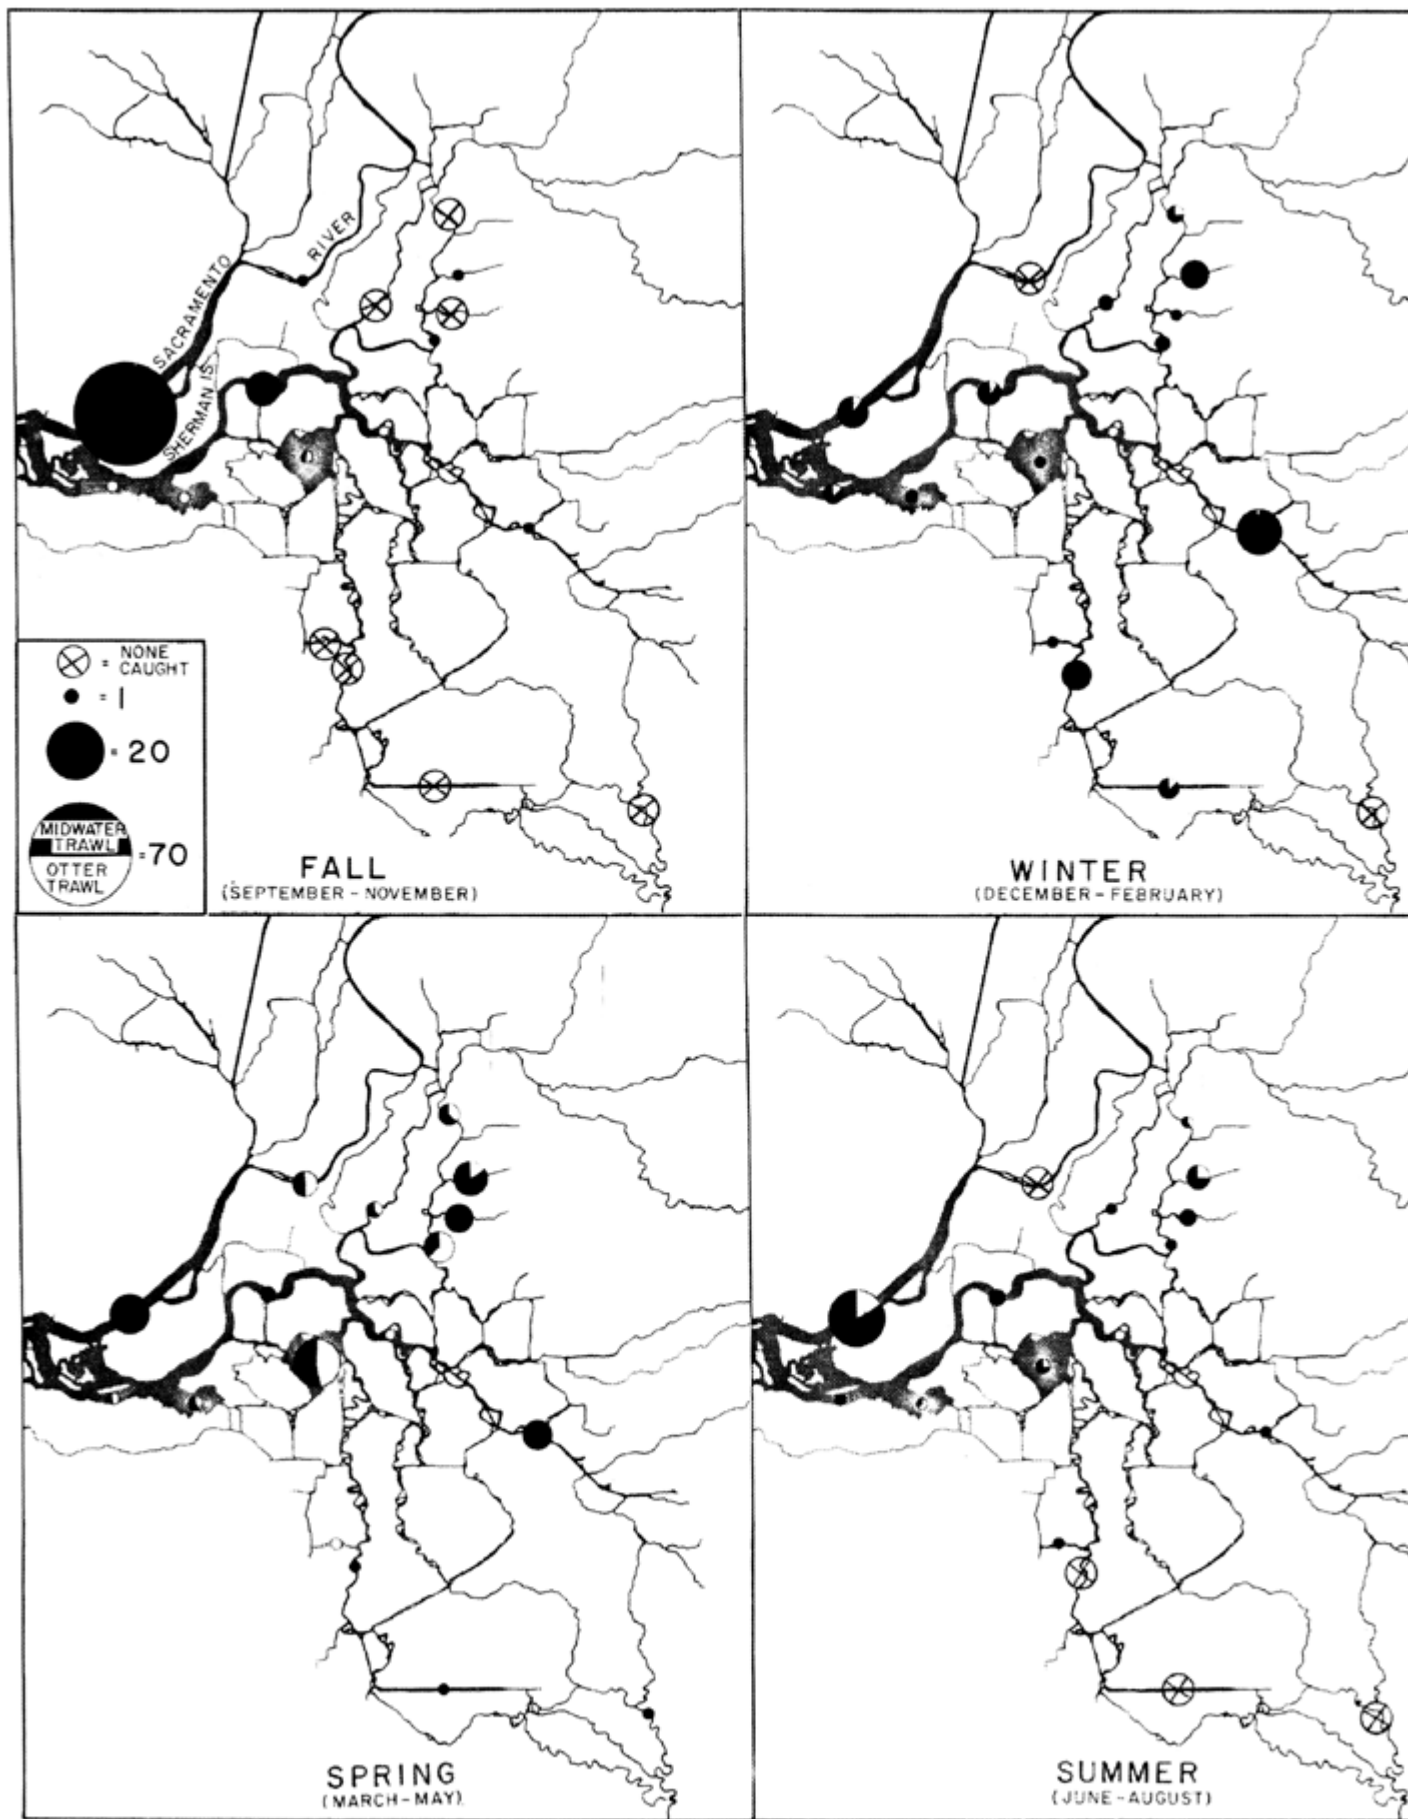 SACRAMENTO
RIVER
SHERMAN IS.
= NONE
CAUGHT
= 1
= 20
MIDWATER
TRAWL
OTTER
TRAWL
= 70
FALL
(SEPTEMBER - NOVEMBER)
WINTER
(DECEMBER - FEBRUARY)
SPRING
(MARCH - MAY)
SUMMER
(JUNE - AUGUST)